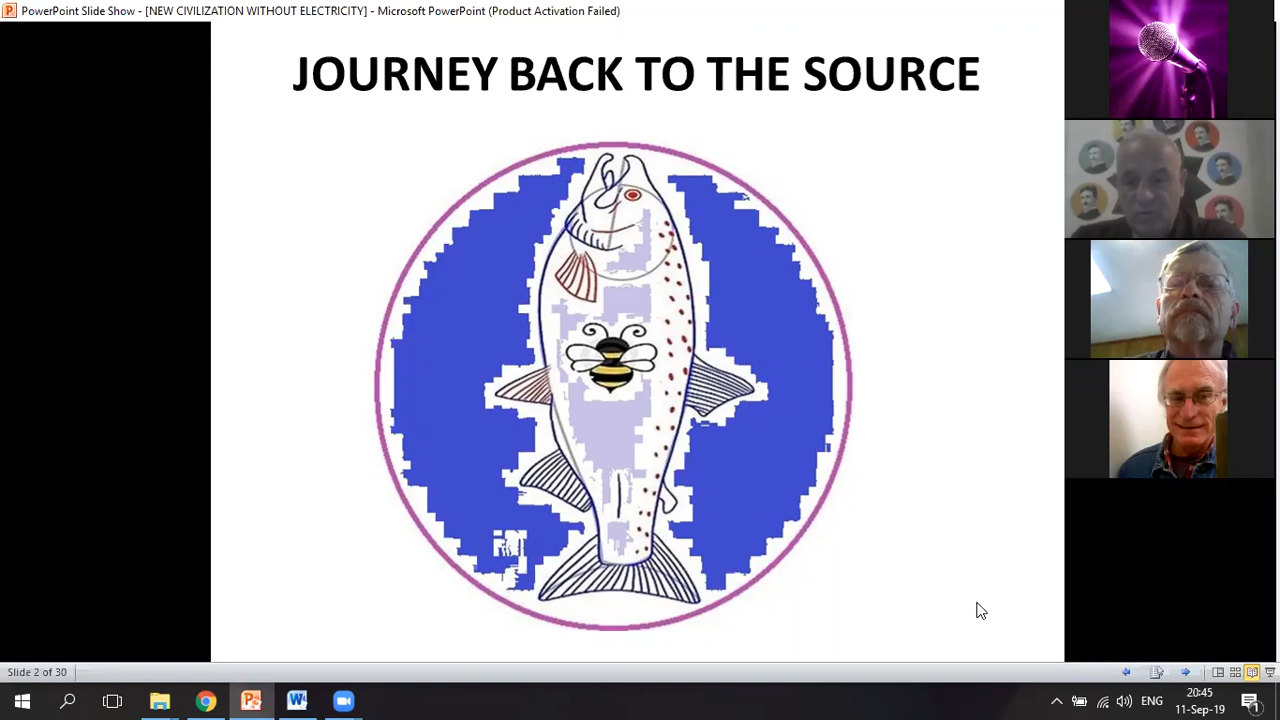 PowerPoint Slide Show - [NEW CIVILIZATION WITHOUT ELECTRICITY] - Microsoft PowerPoint (Product Activation Failed)
JOURNEY BACK TO THE SOURCE
Slide 2 of 30
ENG
20:45
11-Sep-19